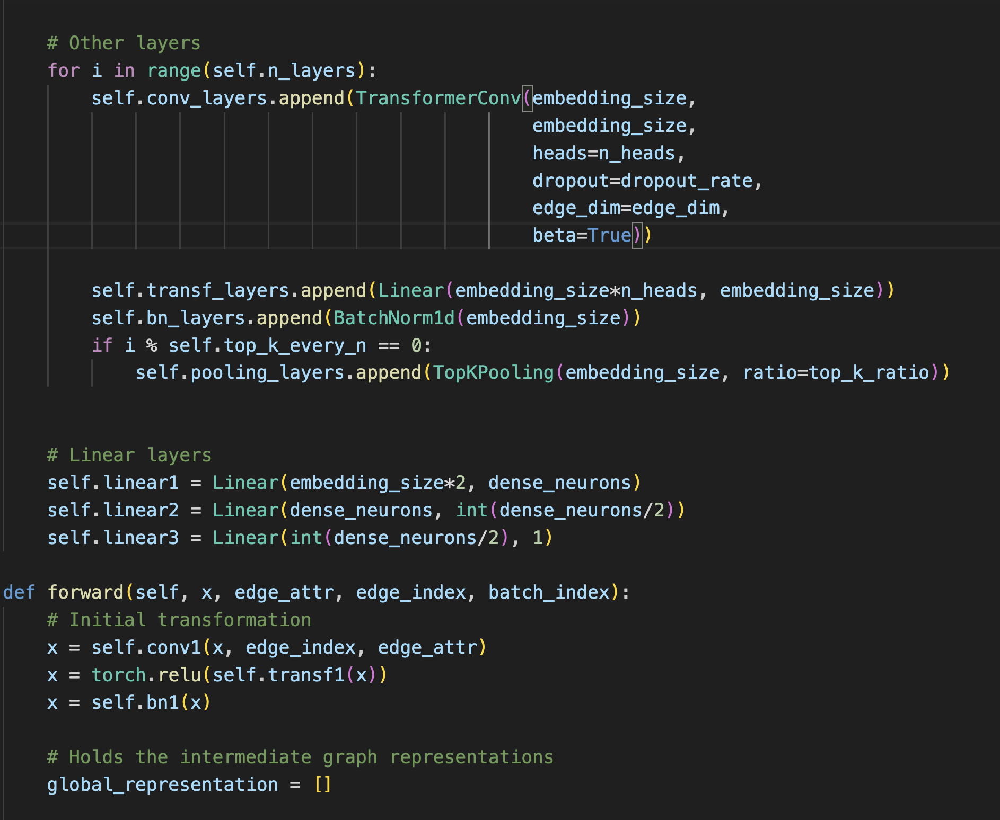 # Other layers
for i in range(self.n_layers):
self.conv_layers.append(TransformerConv(embedding_size,
embedding_size,
heads=n_heads,
dropout=dropout_rate,
edge_dim=edge_dim,
beta=True))
self.transf_layers.append(Linear(embedding_size*n_heads, embedding_size))
self.bn_layers.append(BatchNorm1d(embedding_size))
if i % self.top_k_every_n == 0:
self.pooling_layers.append(TopKPooling(embedding_size, ratio=top_k_ratio))
# Linear layers
self.linear1 = Linear(embedding_size*2, dense_neurons)
self.linear2 = Linear(dense_neurons, int(dense_neurons/2))
self.linear3 = Linear(int(dense_neurons/2), 1)
def forward(self, x, edge_attr, edge_index, batch_index):
# Initial transformation
x = self.conv1(x, edge_index, edge_attr)
x = torch.relu(self.transf1(x))
x = self.bn1(x)
# Holds the intermediate graph representations
global_representation = []